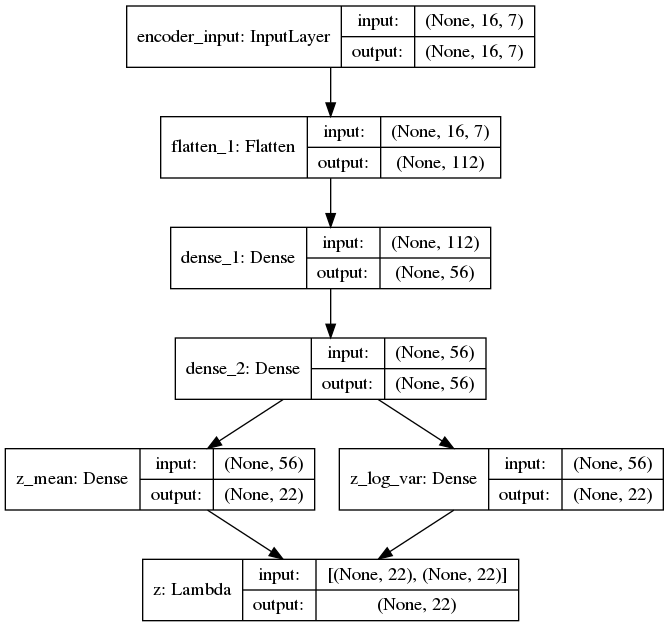 encoder_input: InputLayer
input: (None, 16, 7)
output: (None, 16, 7)
flatten_1: Flatten
input: (None, 16, 7)
output: (None, 112)
dense_1: Dense
input: (None, 112)
output: (None, 56)
dense_2: Dense
input: (None, 56)
output: (None, 56)
z_mean: Dense
input: (None, 56)
output: (None, 22)
z_log_var: Dense
input: (None, 56)
output: (None, 22)
z: Lambda
input: [(None, 22), (None, 22)]
output: (None, 22)